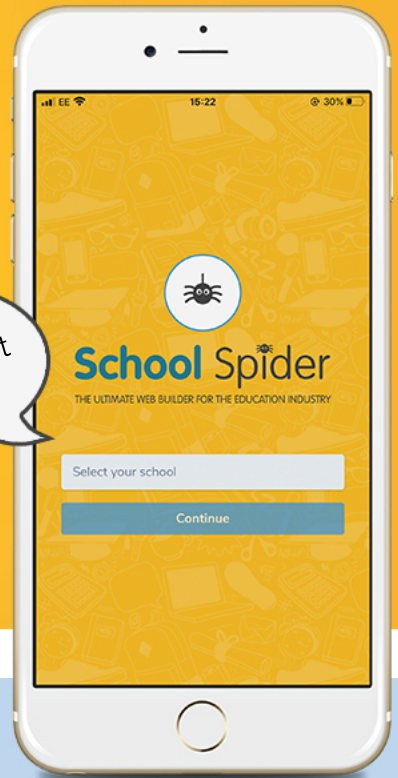 EE 15:22 30%
School Spider
THE ULTIMATE WEB BUILDER FOR THE EDUCATION INDUSTRY
Select your school
Continue